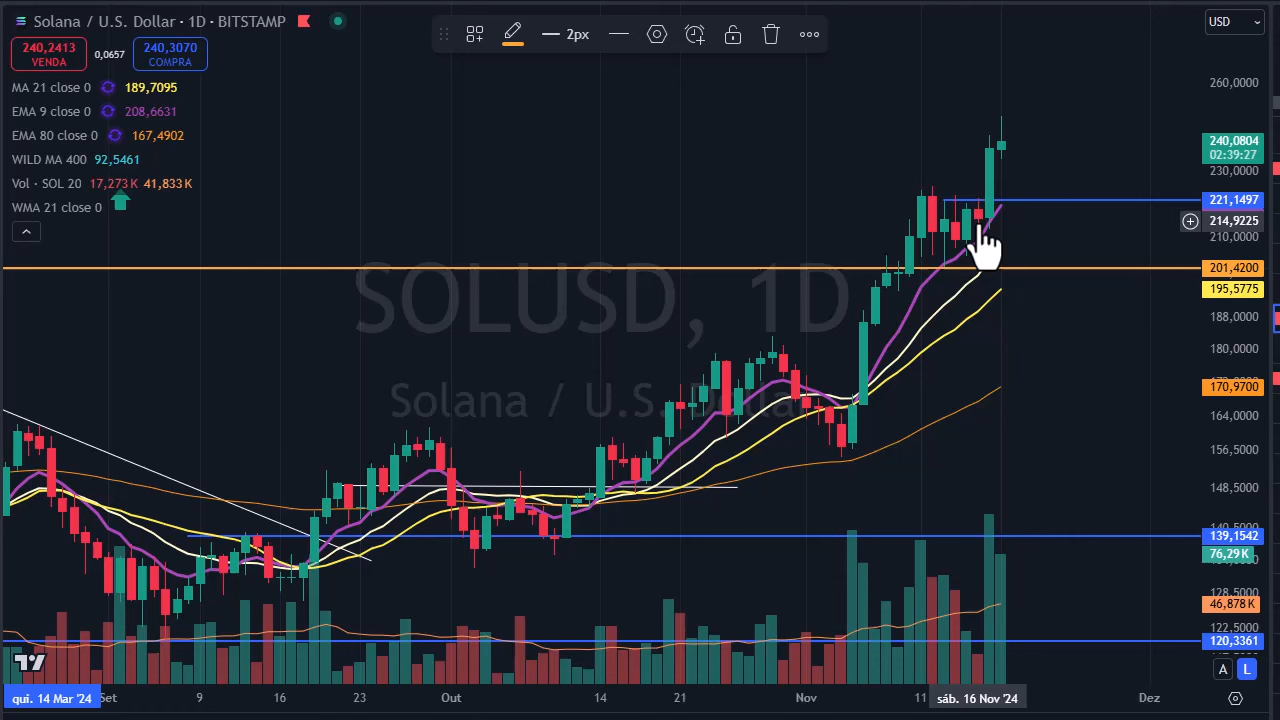 Solana / U.S. Dollar · 1D · BITSTAMP
2px
USD
240,2413
VENDA
0,0657
240,3070
COMPRA
MA 21 close 0 189,7095
EMA 9 close 0 208,6631
EMA 80 close 0 167,4902
WILD MA 400 92,5461
Vol · SOL 20 17,273 K 41,833 K
WMA 21 close 0
SOLUSD, 1D
Solana / U.S. Dollar
260,0000
240,0804
02:39:27
230,0000
221,1497
214,9225
210,0000
201,4200
195,5775
188,0000
180,0000
170,9700
164,0000
156,5000
148,5000
140,5000
139,1542
76,29 K
128,5000
46,878 K
122,5000
120,3361
A L
qui. 14 Mar '24 Set 9 16 23 Out 14 21 Nov 11 sáb. 16 Nov '24 Dez